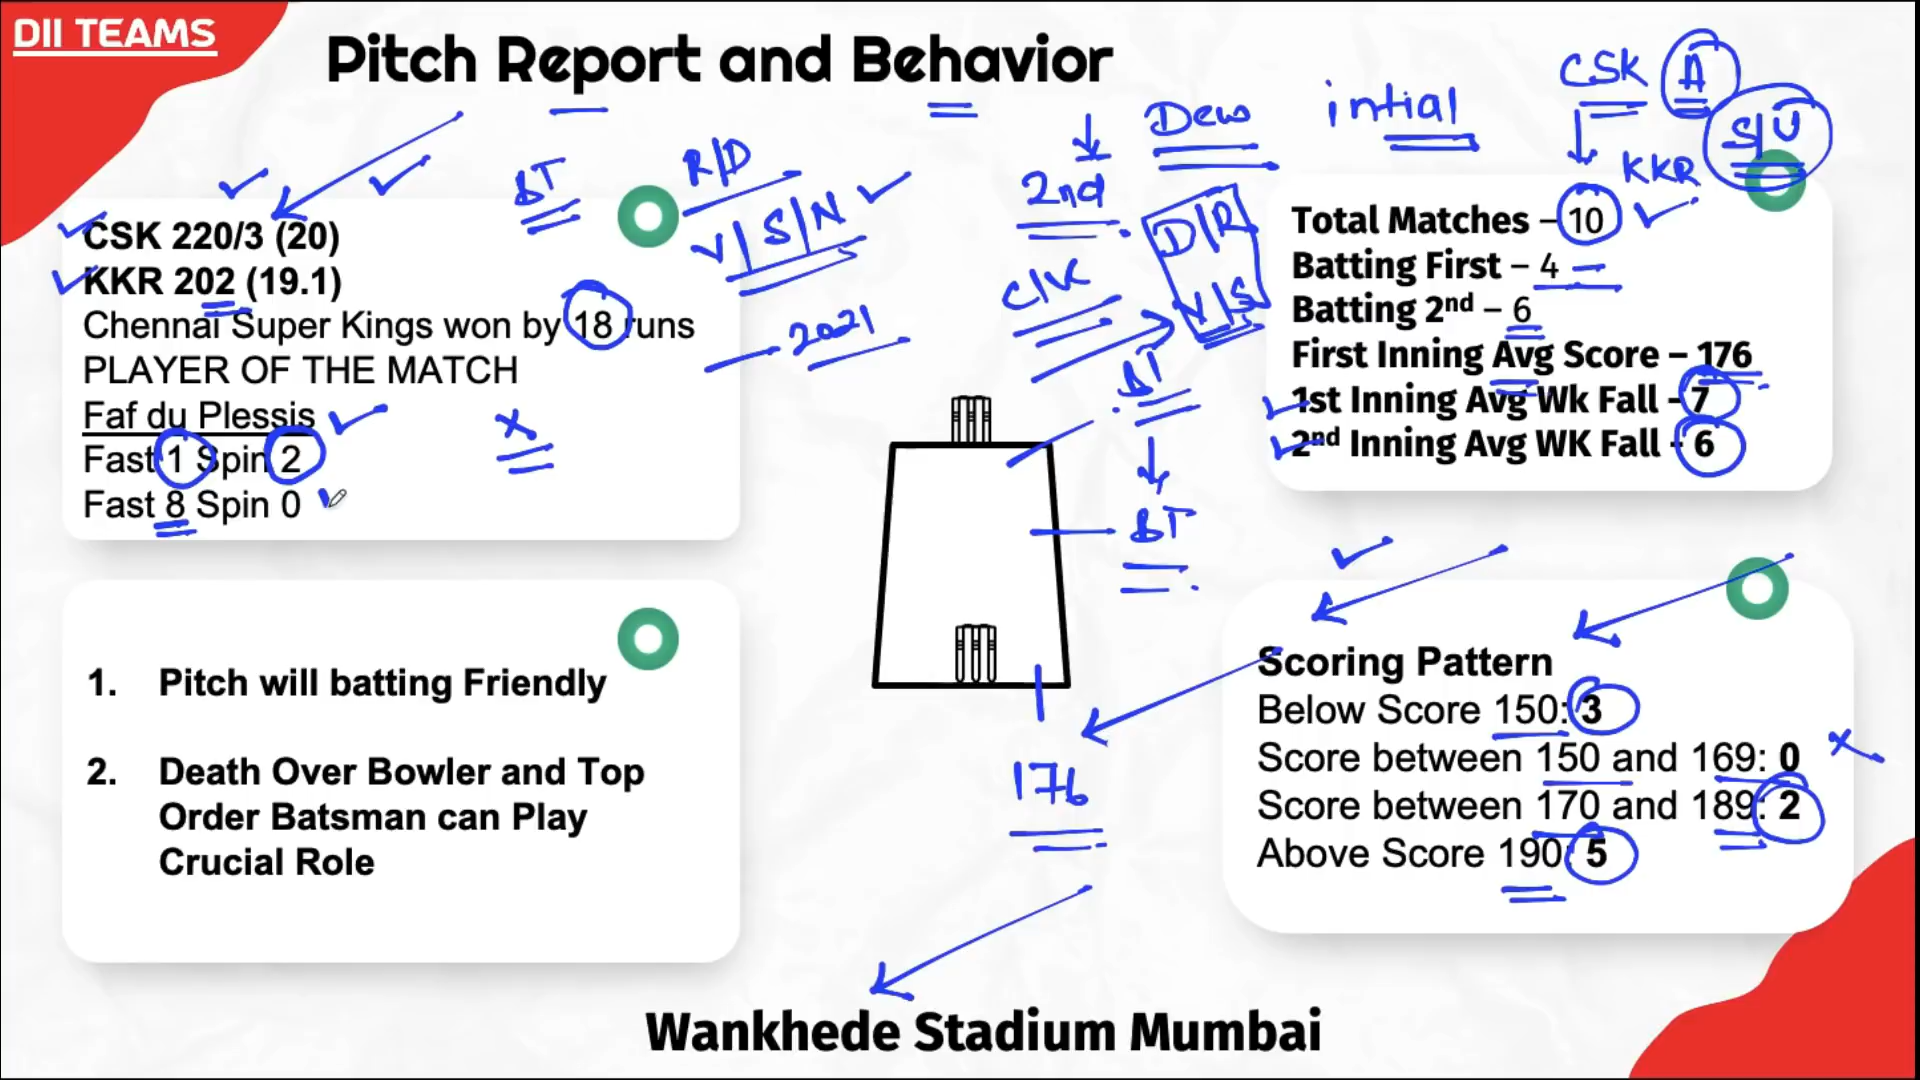 DII TEAMS
Pitch Report and Behavior
CSK A
S|U
KKR
intial
Dew
2nd
D/R
V/S
C/K
BT
BT
176
BT
R/D
V|S|N
2021
CSK 220/3 (20)
KKR 202 (19.1)
Chennai Super Kings won by 18 runs
PLAYER OF THE MATCH
Faf du Plessis
Fast 1 Spin 2
Fast 8 Spin 0
Total Matches – 10
Batting First – 4
Batting 2nd – 6
First Inning Avg Score – 176
1st Inning Avg Wk Fall – 7
2nd Inning Avg WK Fall - 6
1. Pitch will batting Friendly
2. Death Over Bowler and Top
Order Batsman can Play
Crucial Role
Scoring Pattern
Below Score 150: 3
Score between 150 and 169: 0
Score between 170 and 189: 2
Above Score 190: 5
Wankhede Stadium Mumbai